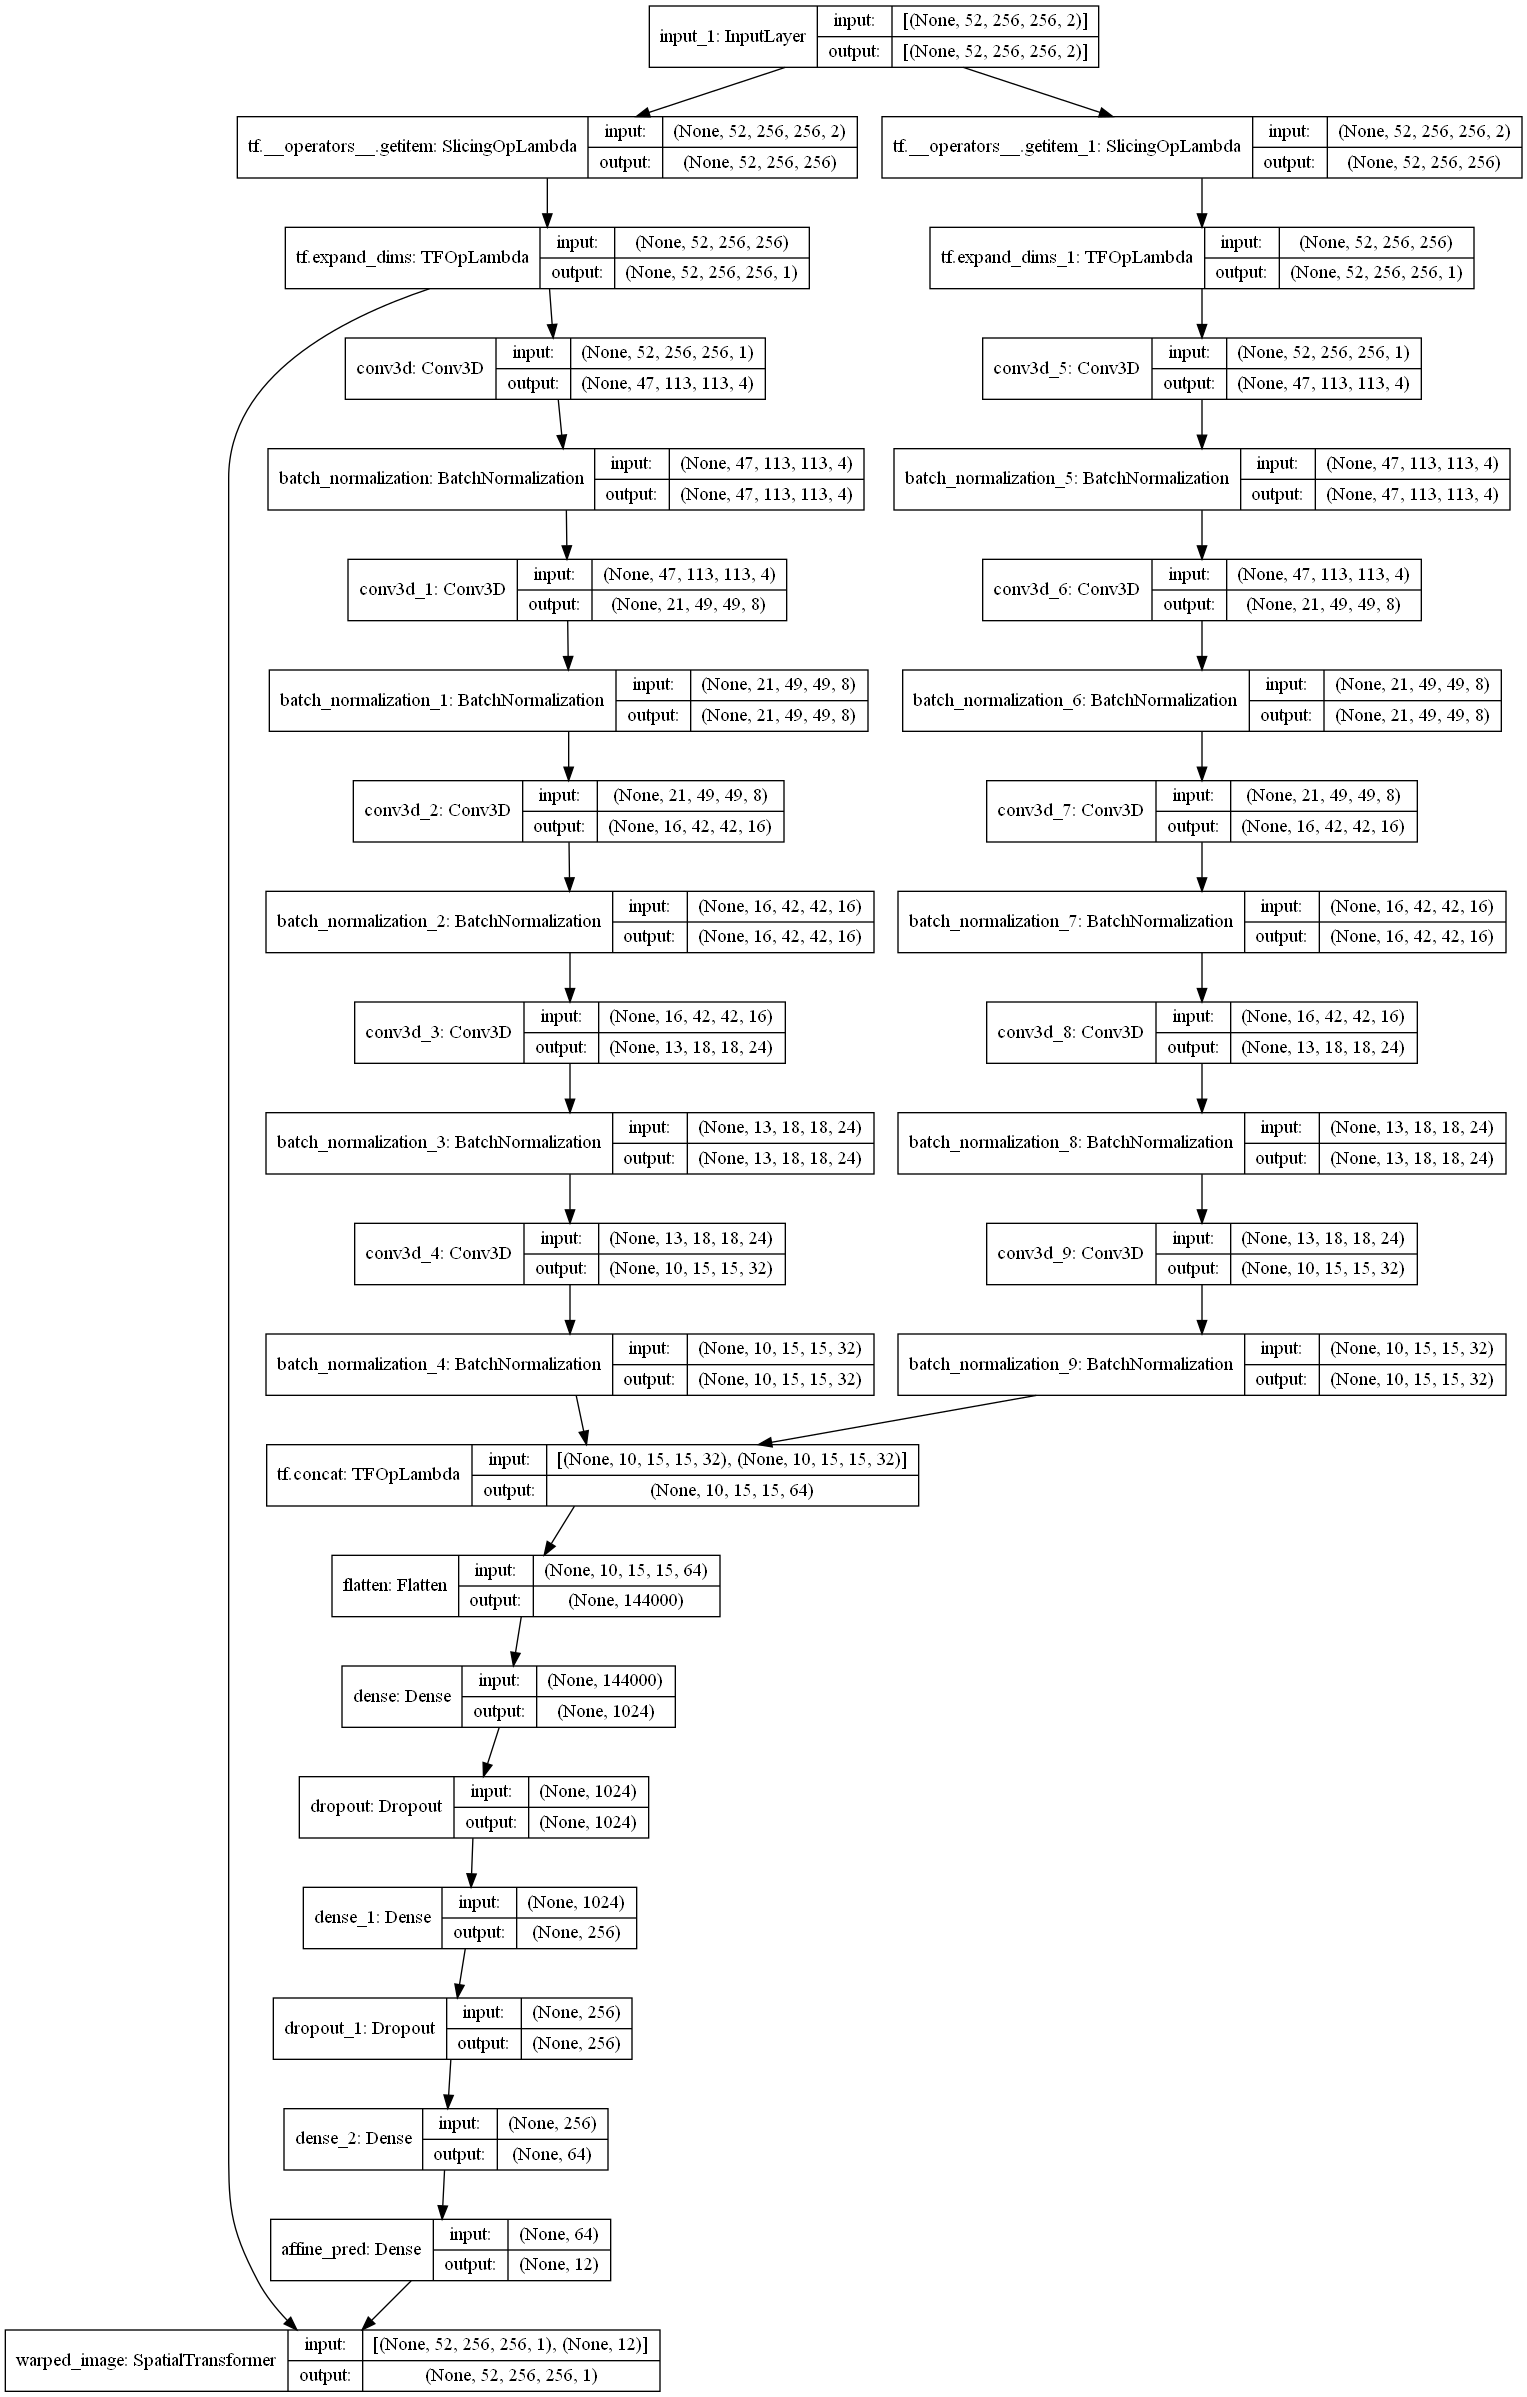 input_1: InputLayer
input: [(None, 52, 256, 256, 2)]
output: [(None, 52, 256, 256, 2)]
tf.__operators__.getitem: SlicingOpLambda
input: (None, 52, 256, 256, 2)
output: (None, 52, 256, 256)
tf.__operators__.getitem_1: SlicingOpLambda
input: (None, 52, 256, 256, 2)
output: (None, 52, 256, 256)
tf.expand_dims: TFOpLambda
input: (None, 52, 256, 256)
output: (None, 52, 256, 256, 1)
tf.expand_dims_1: TFOpLambda
input: (None, 52, 256, 256)
output: (None, 52, 256, 256, 1)
conv3d: Conv3D
input: (None, 52, 256, 256, 1)
output: (None, 47, 113, 113, 4)
conv3d_5: Conv3D
input: (None, 52, 256, 256, 1)
output: (None, 47, 113, 113, 4)
batch_normalization: BatchNormalization
input: (None, 47, 113, 113, 4)
output: (None, 47, 113, 113, 4)
batch_normalization_5: BatchNormalization
input: (None, 47, 113, 113, 4)
output: (None, 47, 113, 113, 4)
conv3d_1: Conv3D
input: (None, 47, 113, 113, 4)
output: (None, 21, 49, 49, 8)
conv3d_6: Conv3D
input: (None, 47, 113, 113, 4)
output: (None, 21, 49, 49, 8)
batch_normalization_1: BatchNormalization
input: (None, 21, 49, 49, 8)
output: (None, 21, 49, 49, 8)
batch_normalization_6: BatchNormalization
input: (None, 21, 49, 49, 8)
output: (None, 21, 49, 49, 8)
conv3d_2: Conv3D
input: (None, 21, 49, 49, 8)
output: (None, 16, 42, 42, 16)
conv3d_7: Conv3D
input: (None, 21, 49, 49, 8)
output: (None, 16, 42, 42, 16)
batch_normalization_2: BatchNormalization
input: (None, 16, 42, 42, 16)
output: (None, 16, 42, 42, 16)
batch_normalization_7: BatchNormalization
input: (None, 16, 42, 42, 16)
output: (None, 16, 42, 42, 16)
conv3d_3: Conv3D
input: (None, 16, 42, 42, 16)
output: (None, 13, 18, 18, 24)
conv3d_8: Conv3D
input: (None, 16, 42, 42, 16)
output: (None, 13, 18, 18, 24)
batch_normalization_3: BatchNormalization
input: (None, 13, 18, 18, 24)
output: (None, 13, 18, 18, 24)
batch_normalization_8: BatchNormalization
input: (None, 13, 18, 18, 24)
output: (None, 13, 18, 18, 24)
conv3d_4: Conv3D
input: (None, 13, 18, 18, 24)
output: (None, 10, 15, 15, 32)
conv3d_9: Conv3D
input: (None, 13, 18, 18, 24)
output: (None, 10, 15, 15, 32)
batch_normalization_4: BatchNormalization
input: (None, 10, 15, 15, 32)
output: (None, 10, 15, 15, 32)
batch_normalization_9: BatchNormalization
input: (None, 10, 15, 15, 32)
output: (None, 10, 15, 15, 32)
tf.concat: TFOpLambda
input: [(None, 10, 15, 15, 32), (None, 10, 15, 15, 32)]
output: (None, 10, 15, 15, 64)
flatten: Flatten
input: (None, 10, 15, 15, 64)
output: (None, 144000)
dense: Dense
input: (None, 144000)
output: (None, 1024)
dropout: Dropout
input: (None, 1024)
output: (None, 1024)
dense_1: Dense
input: (None, 1024)
output: (None, 256)
dropout_1: Dropout
input: (None, 256)
output: (None, 256)
dense_2: Dense
input: (None, 256)
output: (None, 64)
affine_pred: Dense
input: (None, 64)
output: (None, 12)
warped_image: SpatialTransformer
input: [(None, 52, 256, 256, 1), (None, 12)]
output: (None, 52, 256, 256, 1)